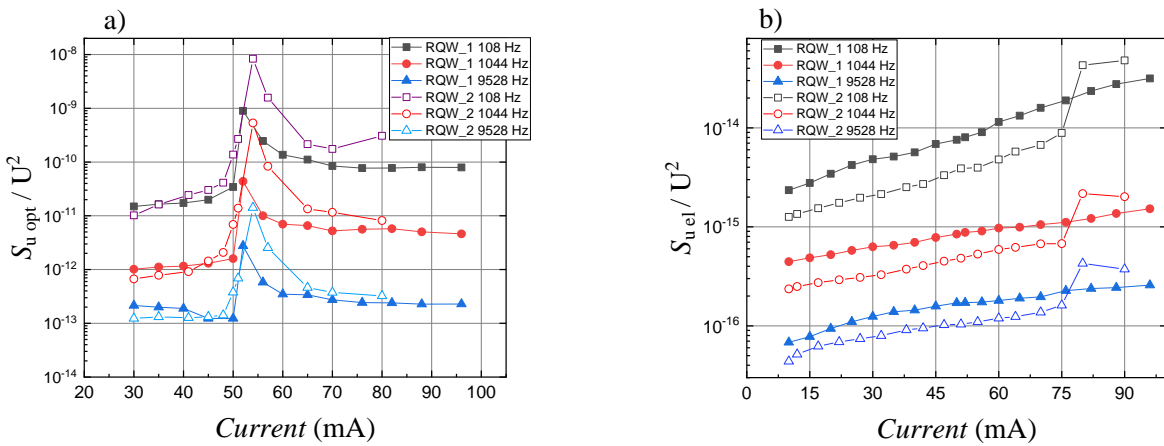 a)
S_u opt / U^2
10^-8
10^-9
10^-10
10^-11
10^-12
10^-13
10^-14
20 30 40 50 60 70 80 90 100
Current (mA)
RQW_1 108 Hz
RQW_1 1044 Hz
RQW_1 9528 Hz
RQW_2 108 Hz
RQW_2 1044 Hz
RQW_2 9528 Hz
b)
S_u el / U^2
10^-14
10^-15
10^-16
0 15 30 45 60 75 90
Current (mA)
RQW_1 108 Hz
RQW_1 1044 Hz
RQW_1 9528 Hz
RQW_2 108 Hz
RQW_2 1044 Hz
RQW_2 9528 Hz